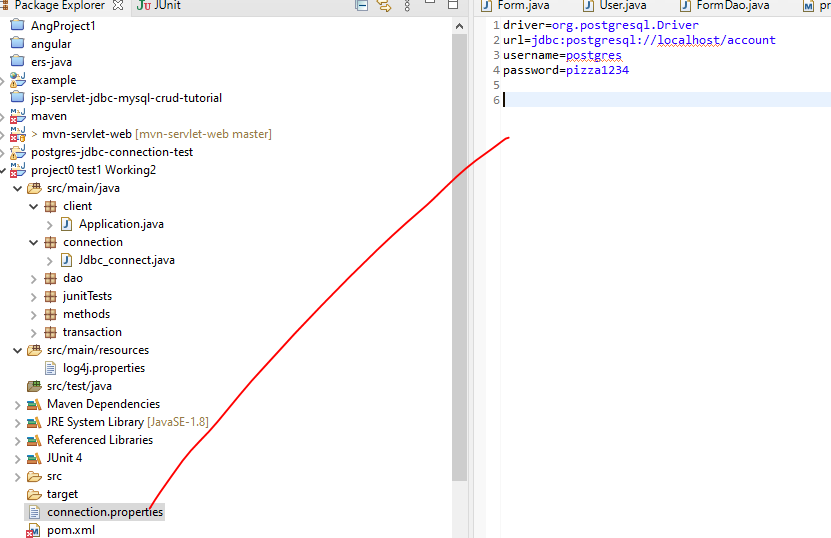 Package Explorer JUnit
AngProject1
angular
ers-java
example
jsp-servlet-jdbc-mysql-crud-tutorial
maven
> mvn-servlet-web [mvn-servlet-web master]
postgres-jdbc-connection-test
project0 test1 Working2
src/main/java
client
Application.java
connection
Jdbc_connect.java
dao
junitTests
methods
transaction
src/main/resources
log4j.properties
src/test/java
Maven Dependencies
JRE System Library [JavaSE-1.8]
Referenced Libraries
JUnit 4
src
target
connection.properties
pom.xml
Form.java User.java FormDao.java pr
1 driver=org.postgresql.Driver
2 url=jdbc:postgresql://localhost/account
3 username=postgres
4 password=pizza1234
5
6